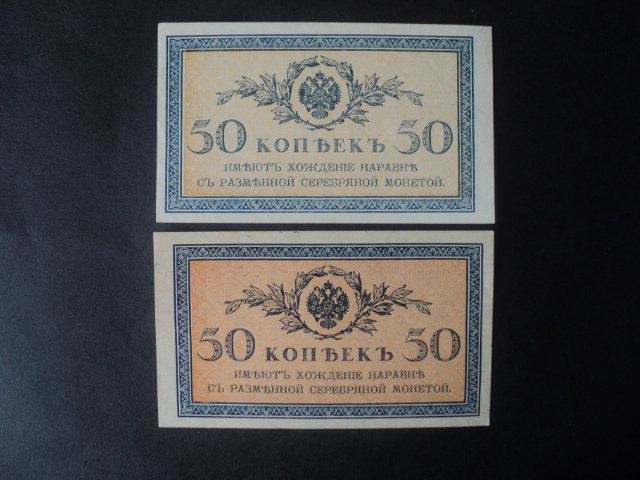 50 КОПѢЕКЪ 50
ИМѢЮТЪ ХОЖДЕНІЕ НАРАВНѢ
СЪ РАЗМѢННОЙ СЕРЕБРЯНОЙ МОНЕТОЙ.
50 КОПѢЕКЪ 50
ИМѢЮТЪ ХОЖДЕНІЕ НАРАВНѢ
СЪ РАЗМѢННОЙ СЕРЕБРЯНОЙ МОНЕТОЙ.